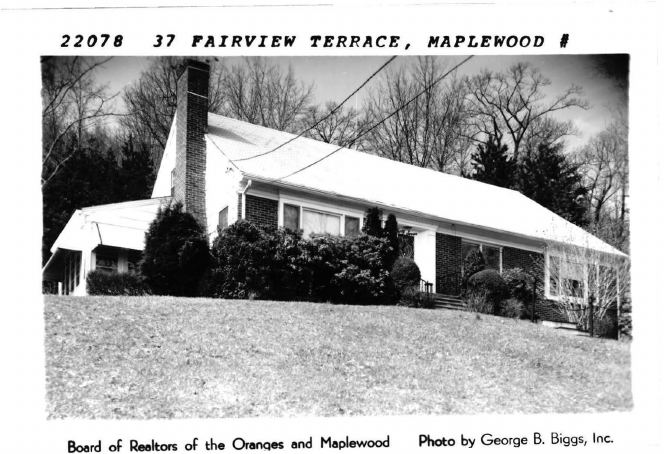 22078 37 FAIRVIEW TERRACE, MAPLEWOOD #
Board of Realtors of the Oranges and Maplewood Photo by George B. Biggs, Inc.